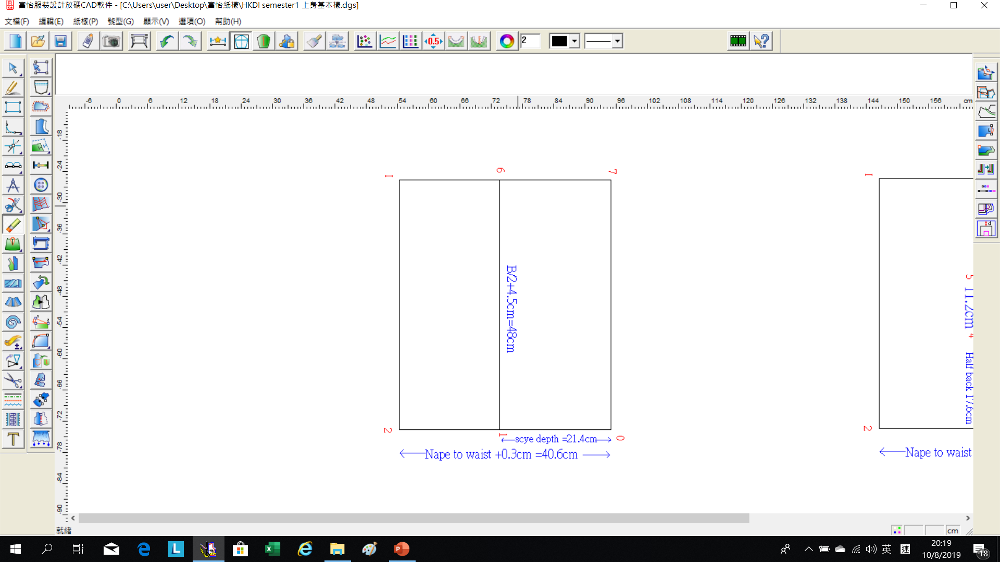 富怡服裝設計放碼CAD軟件 - [C:\Users\user\Desktop\富怡紙樣\HKDI semester1 上身基本樣.dgs]
文檔(F) 編輯(E) 紙樣(P) 號型(G) 顯示(V) 選項(O) 幫助(H)
0.5
2
-6 0 6 12 18 24 30 36 42 48 54 60 66 72 78 84 90 96 102 108 114 120 126 132 138 144 150 156 cm
-18
-24
-30
-36
-42
-48
-54
-60
-66
-72
-78
-84
-90
1 6 7
B/2+4.5cm=48cm
2 1 0
scye depth =21.4cm
Nape to waist +0.3cm =40.6cm
1
5
11.2cm
4
Half back 17.6cm
2
Nape to waist
就緒
cm
英 速
20:19
10/8/2019
18